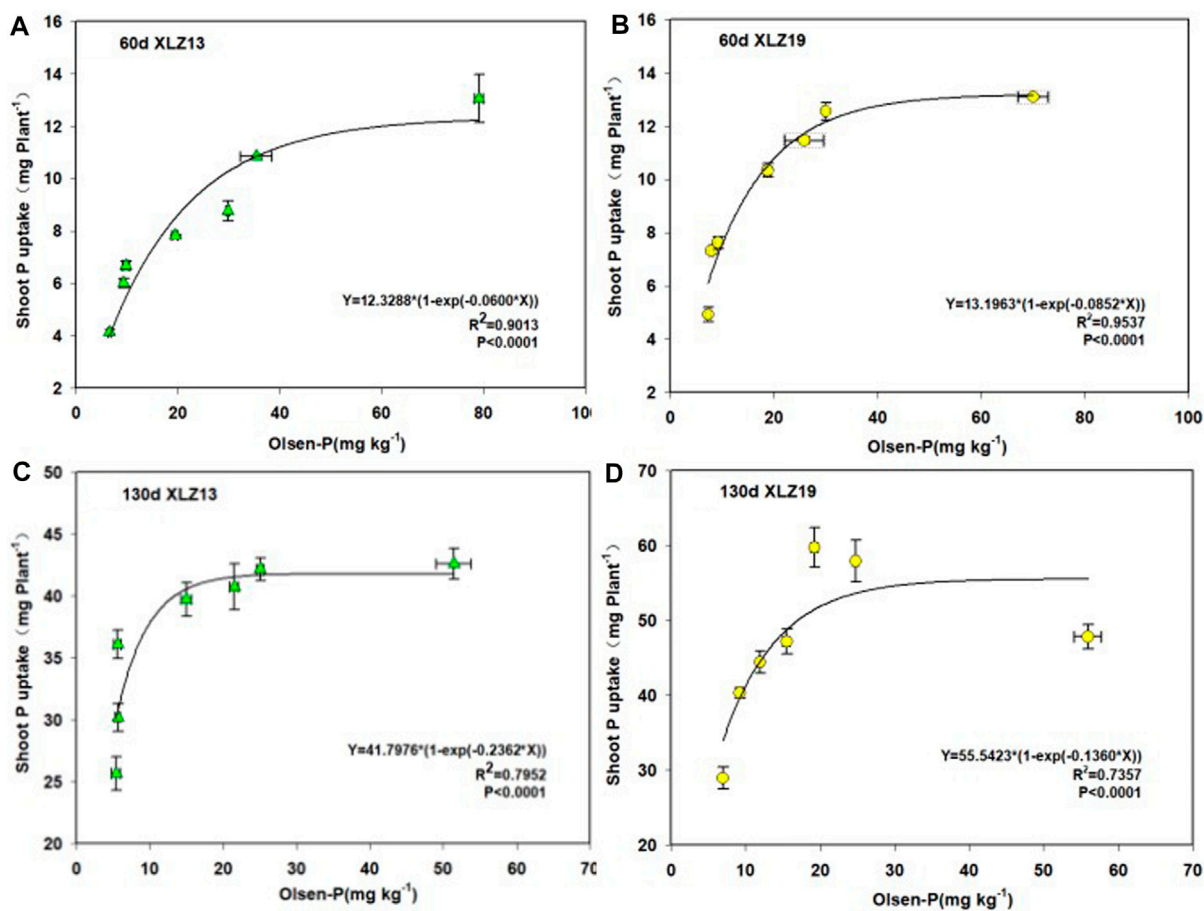 A
60d XLZ13
Shoot P uptake（mg Plant⁻¹)
16
14
12
10
8
6
4
2
Y=12.3288*(1-exp(-0.0600*X))
R²=0.9013
P<0.0001
0 20 40 60 80 100
Olsen-P(mg kg⁻¹)
B
60d XLZ19
Shoot P uptake（mg Plant⁻¹)
16
14
12
10
8
6
4
2
Y=13.1963*(1-exp(-0.0852*X))
R²=0.9537
P<0.0001
0 20 40 60 80 100
Olsen-P(mg kg⁻¹)
C
130d XLZ13
Shoot P uptake（mg Plant⁻¹)
50
45
40
35
30
25
20
Y=41.7976*(1-exp(-0.2362*X))
R²=0.7952
P<0.0001
0 10 20 30 40 50 60 70
Olsen-P(mg kg⁻¹)
D
130d XLZ19
Shoot P uptake（mg Plant⁻¹)
70
60
50
40
30
20
Y=55.5423*(1-exp(-0.1360*X))
R²=0.7357
P<0.0001
0 10 20 30 40 50 60 70
Olsen-P(mg kg⁻¹)